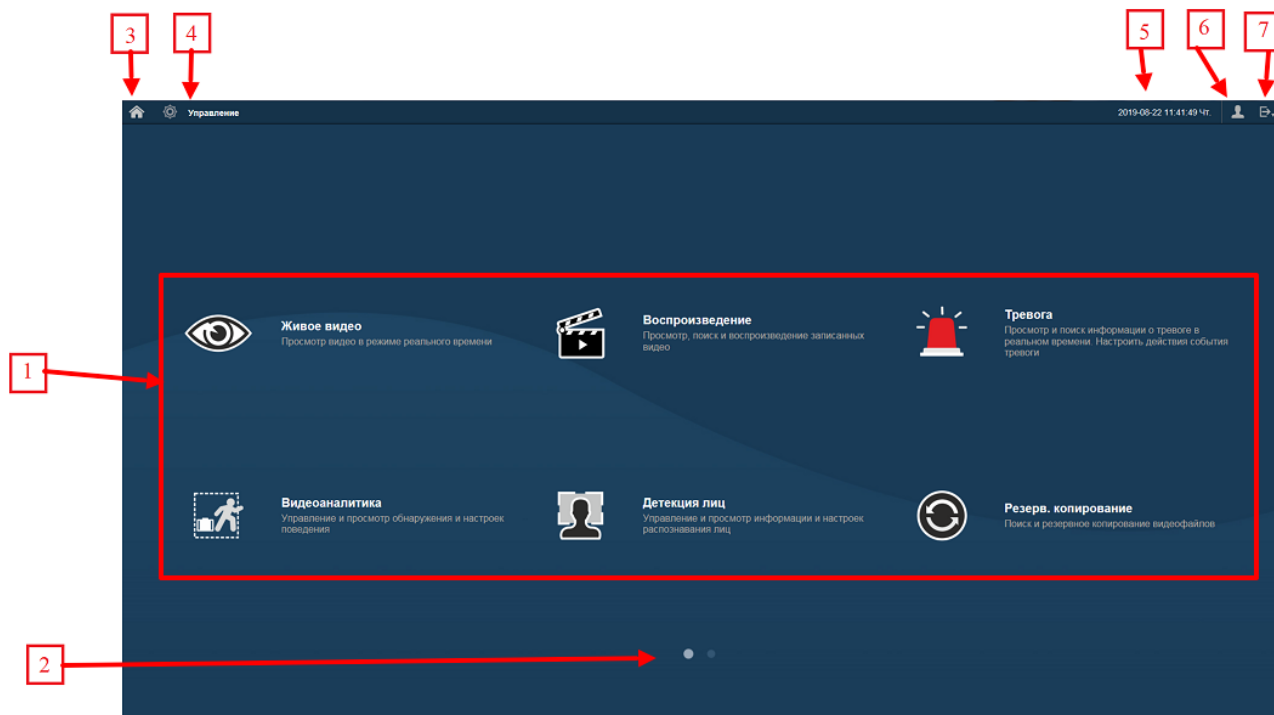 3 4 5 6 7
Управление 2019-08-22 11:41:49 Чт.
1
Живое видео
Просмотр видео в режиме реального времени
Воспроизведение
Просмотр, поиск и воспроизведение записанных
видео
Тревога
Просмотр и поиск информации о тревоге в
реальном времени. Настроить действия события
тревоги
Видеоаналитика
Управление и просмотр обнаружения и настроек
поведения
Детекция лиц
Управление и просмотр информации и настроек
распознавания лиц
Резерв. копирование
Поиск и резервное копирование видеофайлов
2